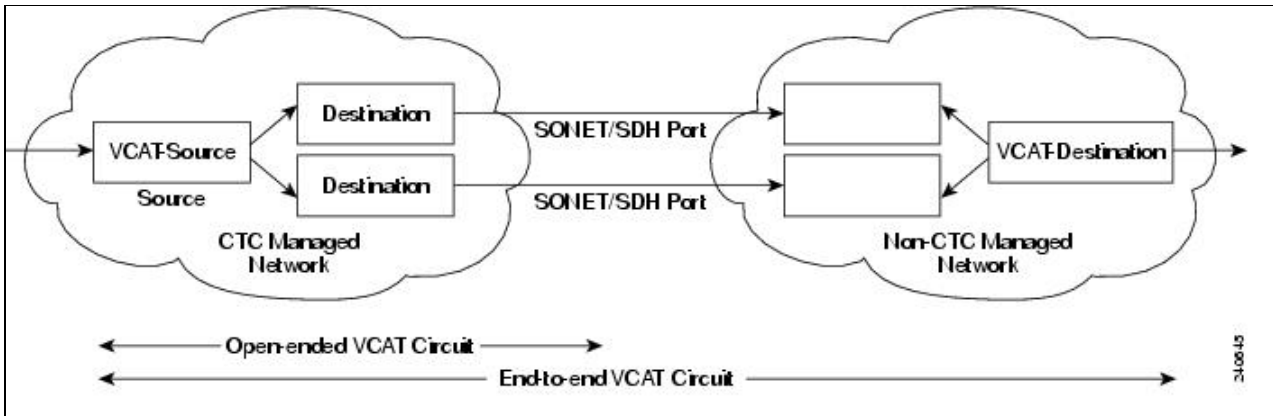 Destination
SONET/SDH Port
VCAT-Source
VCAT-Destination
Destination
Source
SONET/SDH Port
CTC Managed
Network
Non-CTC Managed
Network
Open-ended VCAT Circuit
End-to-end VCAT Circuit
240645